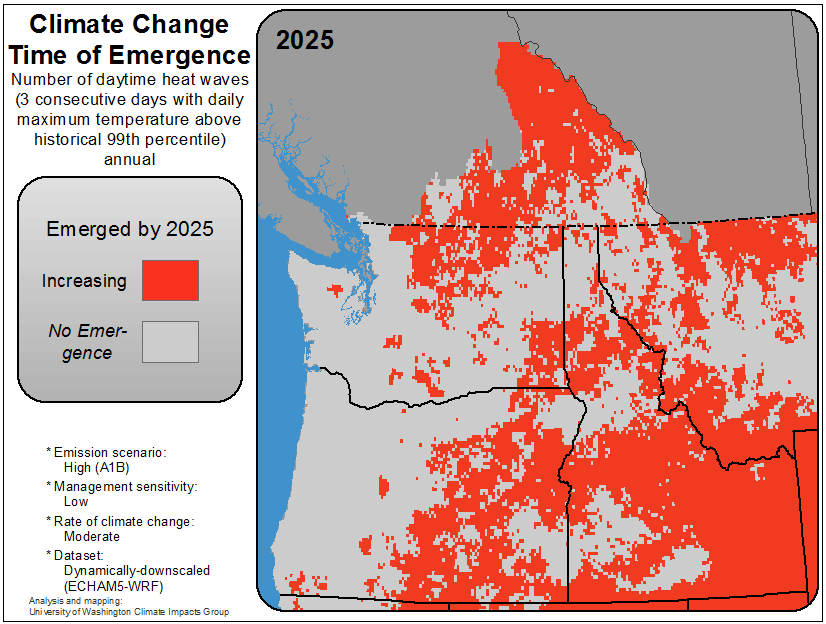 Climate Change
Time of Emergence
Number of daytime heat waves
(3 consecutive days with daily
maximum temperature above
historical 99th percentile)
annual
Emerged by 2025
Increasing
No Emer-
gence
* Emission scenario:
High (A1B)
* Management sensitivity:
Low
* Rate of climate change:
Moderate
* Dataset:
Dynamically-downscaled
(ECHAM5-WRF)
Analysis and mapping:
University of Washington Climate Impacts Group
2025